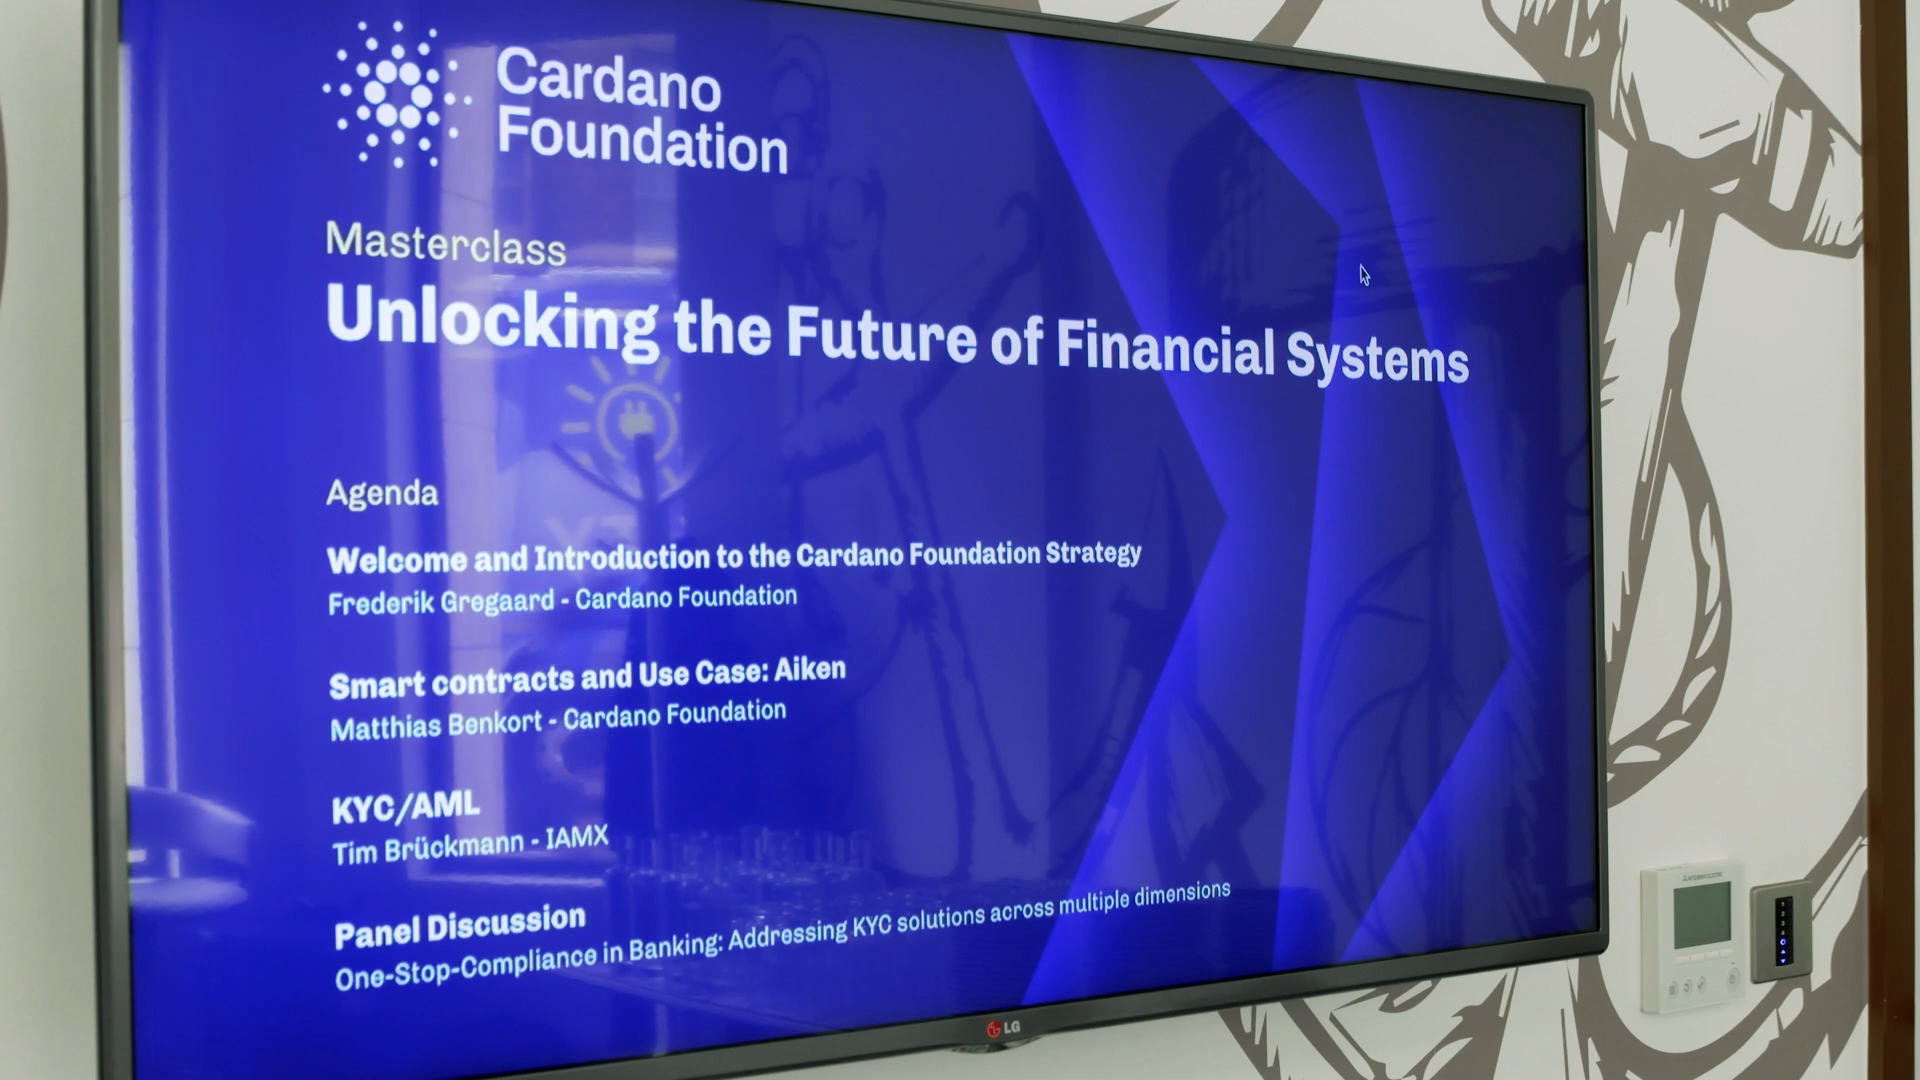 Cardano
Foundation
Masterclass
Unlocking the Future of Financial Systems
Agenda
Welcome and Introduction to the Cardano Foundation Strategy
Frederik Gregaard - Cardano Foundation
Smart contracts and Use Case: Aiken
Matthias Benkort - Cardano Foundation
KYC/AML
Tim Brückmann - IAMX
Panel Discussion
One-Stop-Compliance in Banking: Addressing KYC solutions across multiple dimensions
LG
MITSUBISHI ELECTRIC